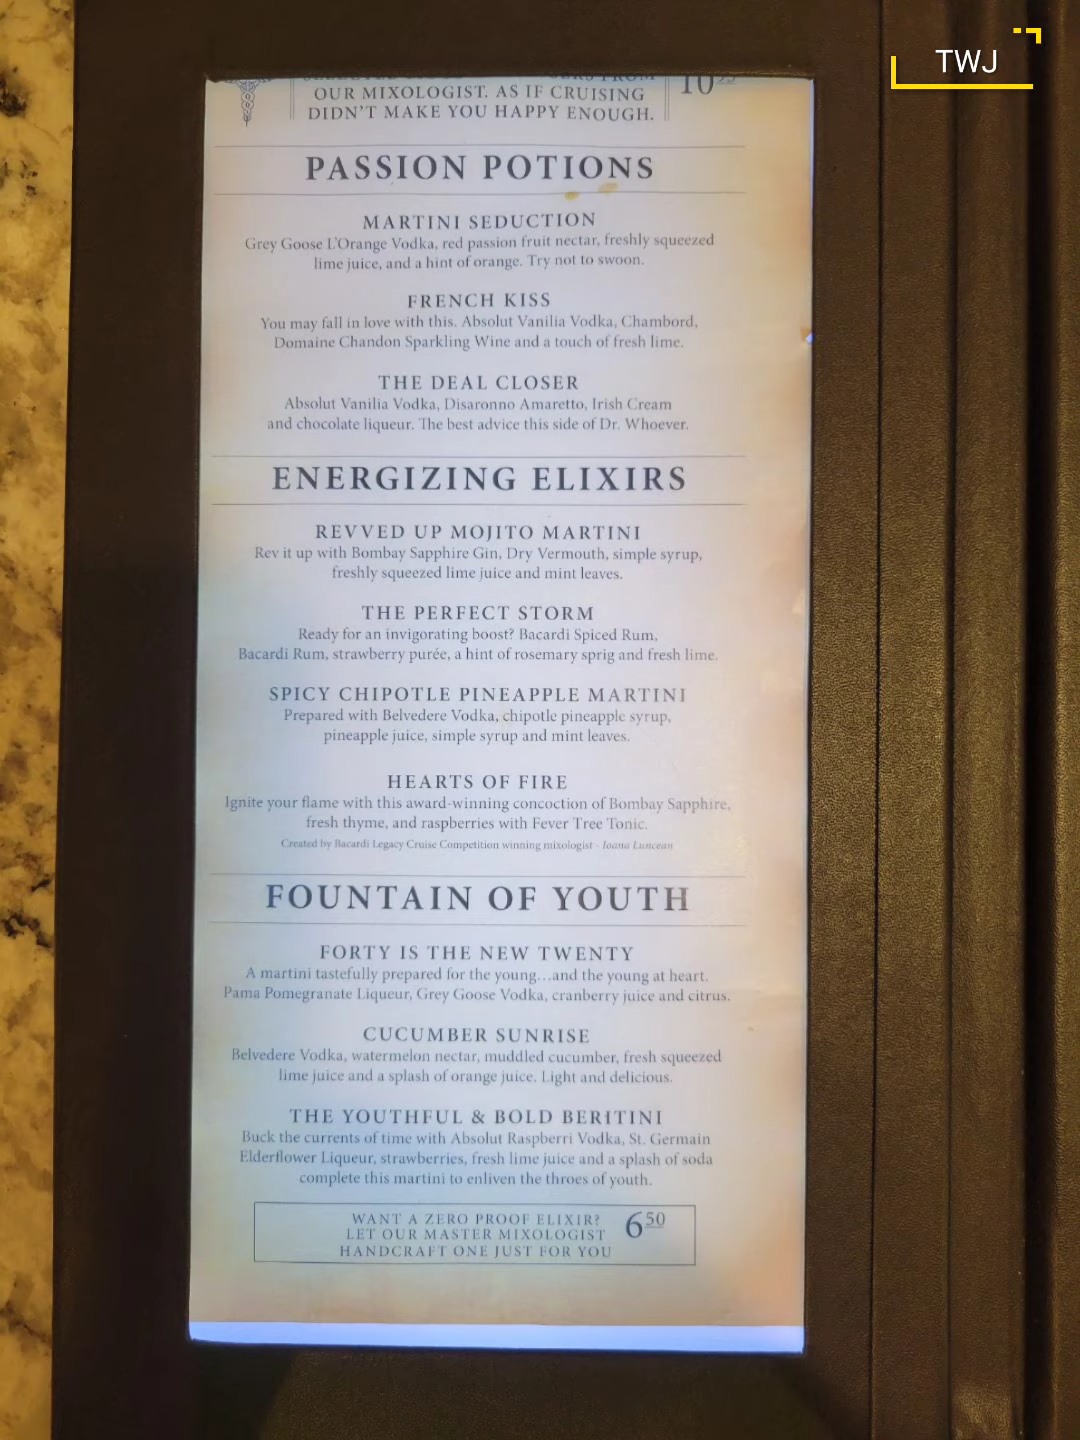 TWJ
OUR MIXOLOGIST. AS IF CRUISING
DIDN'T MAKE YOU HAPPY ENOUGH.
PASSION POTIONS
MARTINI SEDUCTION
Grey Goose L'Orange Vodka, red passion fruit nectar, freshly squeezed
lime juice, and a hint of orange. Try not to swoon.
FRENCH KISS
You may fall in love with this. Absolut Vanilia Vodka, Chambord,
Domaine Chandon Sparkling Wine and a touch of fresh lime.
THE DEAL CLOSER
Absolut Vanilia Vodka, Disaronno Amaretto, Irish Cream
and chocolate liqueur. The best advice this side of Dr. Whoever.
ENERGIZING ELIXIRS
REVVED UP MOJITO MARTINI
Rev it up with Bombay Sapphire Gin, Dry Vermouth, simple syrup,
freshly squeezed lime juice and mint leaves.
THE PERFECT STORM
Ready for an invigorating boost? Bacardi Spiced Rum,
Bacardi Rum, strawberry purée, a hint of rosemary sprig and fresh lime.
SPICY CHIPOTLE PINEAPPLE MARTINI
Prepared with Belvedere Vodka, chipotle pineapple syrup,
pineapple juice, simple syrup and mint leaves.
HEARTS OF FIRE
Ignite your flame with this award-winning concoction of Bombay Sapphire,
fresh thyme, and raspberries with Fever Tree Tonic.
Created by Bacardi Legacy Cruise Competition winning mixologist - Ioana Luncean
FOUNTAIN OF YOUTH
FORTY IS THE NEW TWENTY
A martini tastefully prepared for the young...and the young at heart.
Pama Pomegranate Liqueur, Grey Goose Vodka, cranberry juice and citrus.
CUCUMBER SUNRISE
Belvedere Vodka, watermelon nectar, muddled cucumber, fresh squeezed
lime juice and a splash of orange juice. Light and delicious.
THE YOUTHFUL & BOLD BERITINI
Buck the currents of time with Absolut Raspberri Vodka, St. Germain
Elderflower Liqueur, strawberries, fresh lime juice and a splash of soda
complete this martini to enliven the throes of youth.
WANT A ZERO PROOF ELIXIR? 6 50
LET OUR MASTER MIXOLOGIST
HANDCRAFT ONE JUST FOR YOU